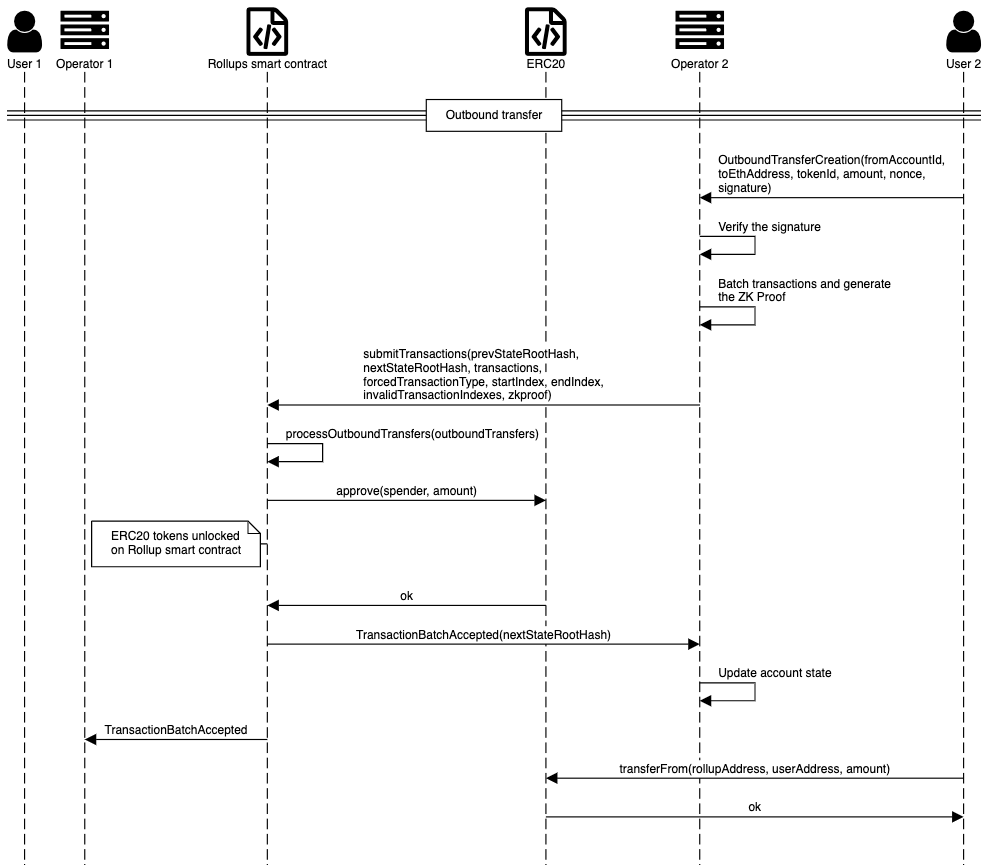 User 1
Operator 1
Rollups smart contract
ERC20
Operator 2
User 2
Outbound transfer
OutboundTransferCreation(fromAccountId,
toEthAddress, tokenId, amount, nonce,
signature)
Verify the signature
Batch transactions and generate
the ZK Proof
submitTransactions(prevStateRootHash,
nextStateRootHash, transactions,
forcedTransactionType, startIndex, endIndex,
invalidTransactionIndexes, zkproof)
processOutboundTransfers(outboundTransfers)
approve(spender, amount)
ERC20 tokens unlocked
on Rollup smart contract
ok
TransactionBatchAccepted(nextStateRootHash)
Update account state
TransactionBatchAccepted
transferFrom(rollupAddress, userAddress, amount)
ok